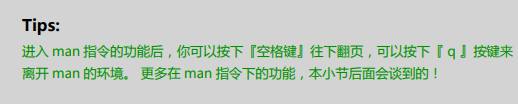 Tips:
进入 man 指令的功能后，你可以按下『空格键』往下翻页，可以按下『 q 』按键来
离开 man 的环境。 更多在 man 指令下的功能，本小节后面会谈到的！